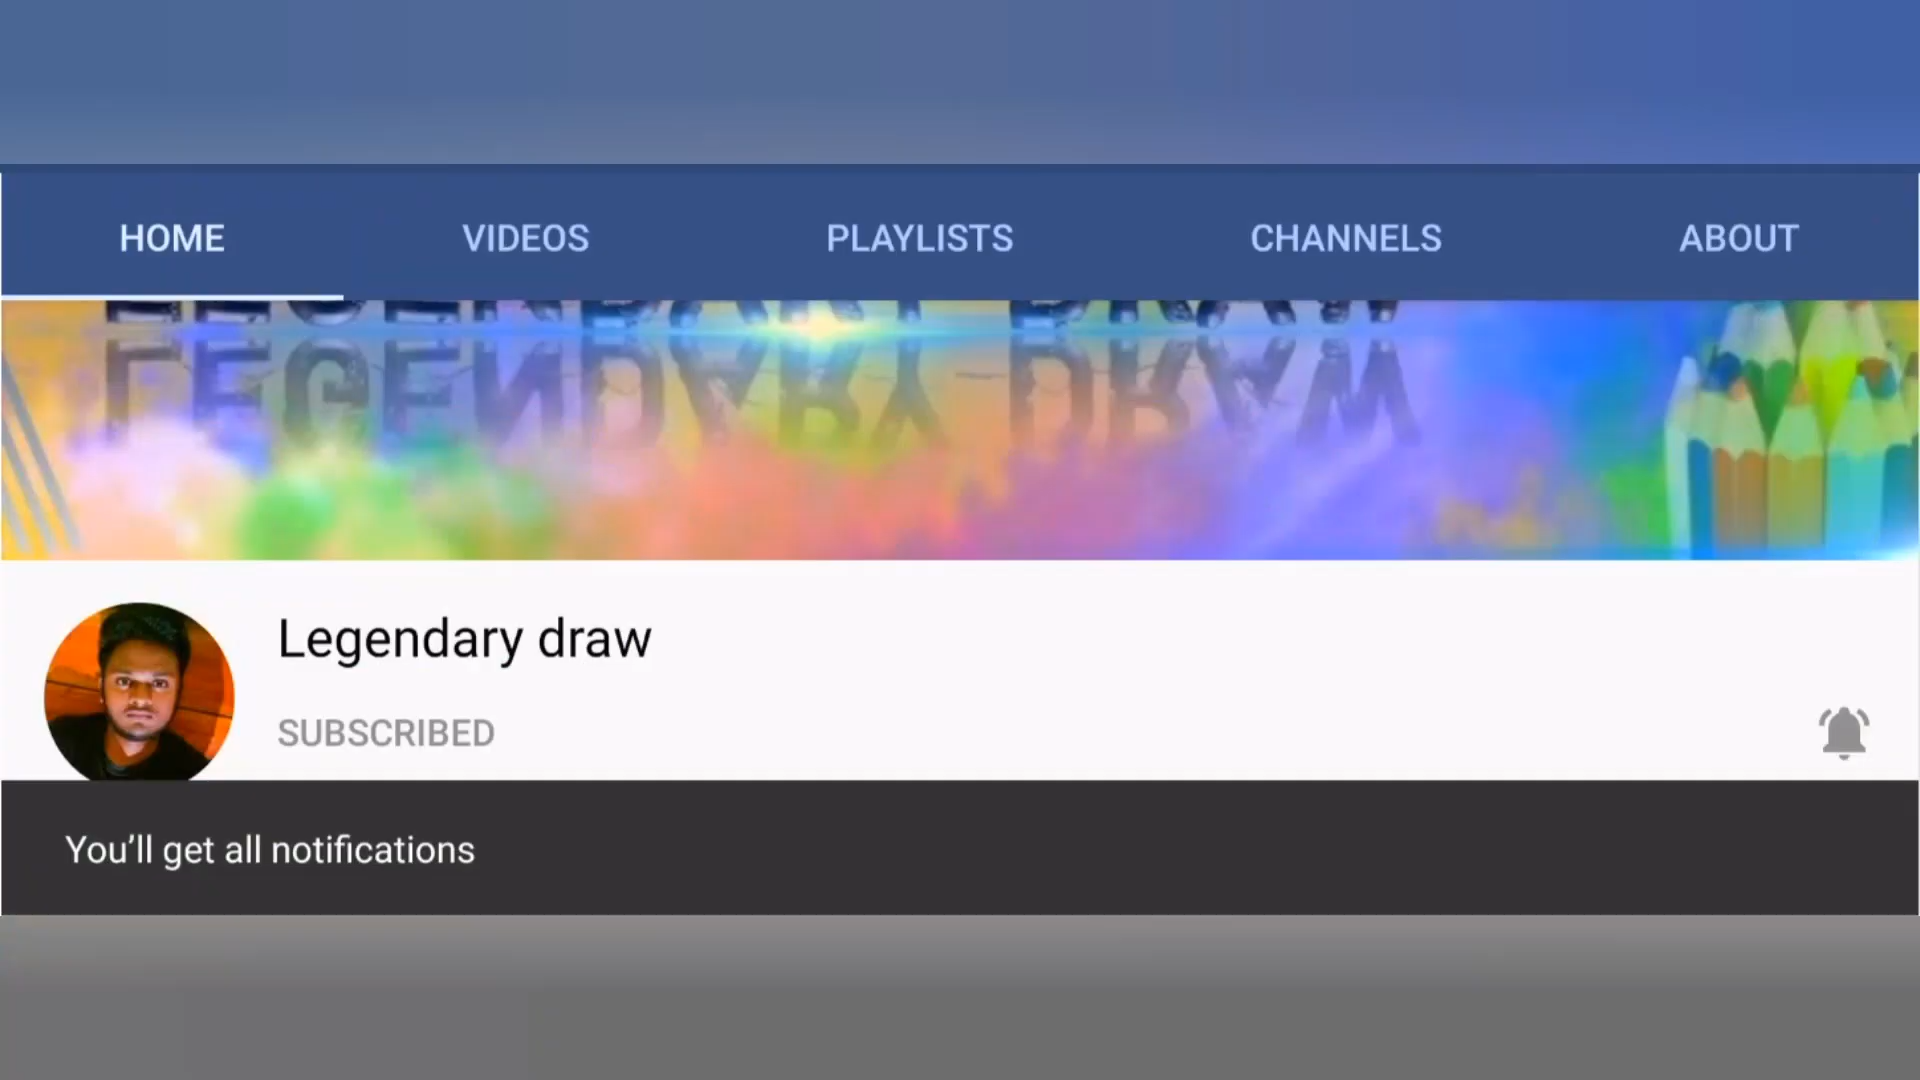 HOME VIDEOS PLAYLISTS CHANNELS ABOUT
LEGENDARY DRAW
Legendary draw
SUBSCRIBED
You’ll get all notifications